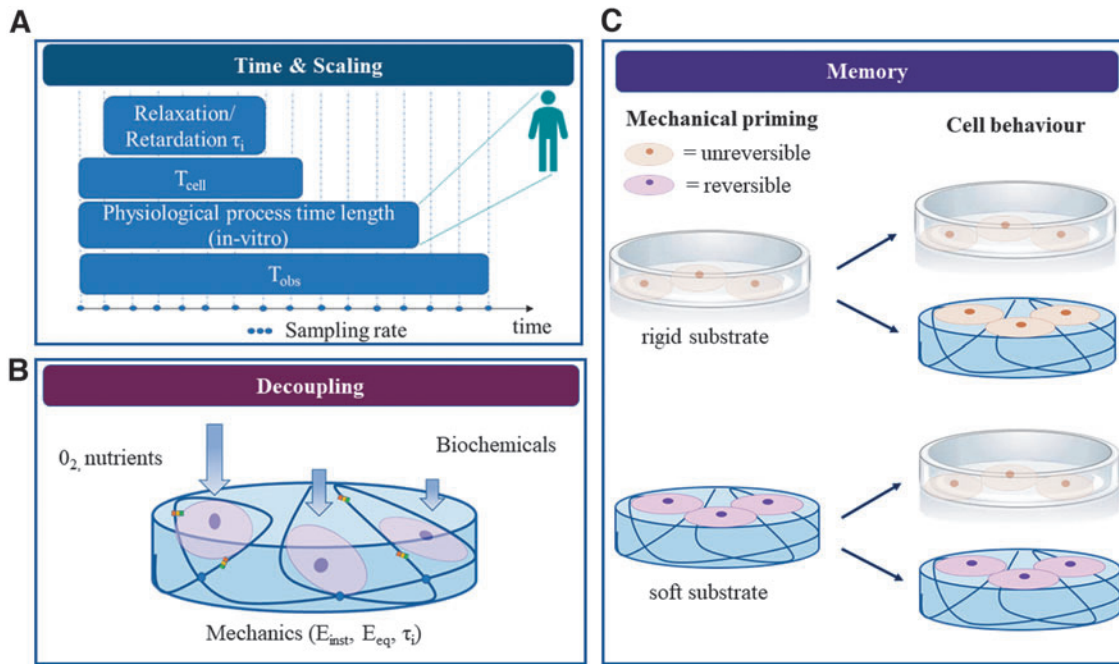 A
Time & Scaling
Relaxation/
Retardation τi
Tcell
Physiological process time length
(in-vitro)
Tobs
Sampling rate
time
B
Decoupling
02, nutrients
Biochemicals
Mechanics (Einst, Eeq, τi)
C
Memory
Mechanical priming
Cell behaviour
= unreversible
= reversible
rigid substrate
soft substrate